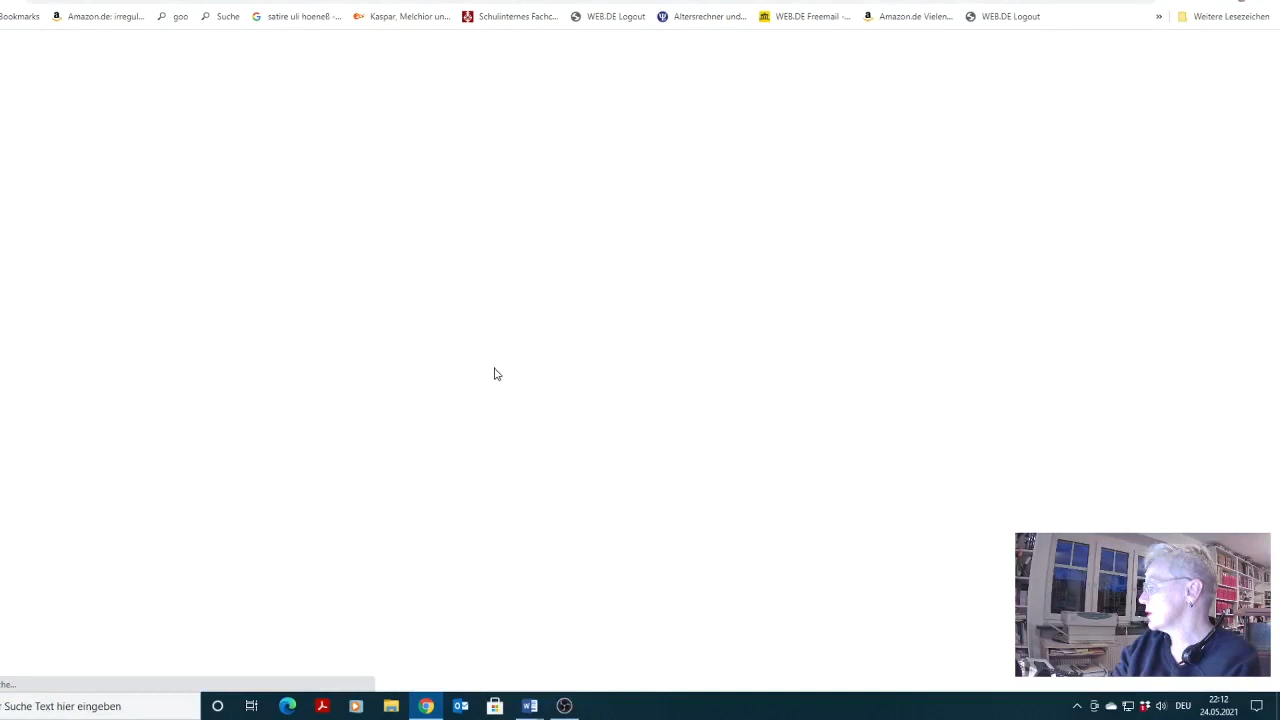 Bookmarks Amazon.de: irregul... goo Suche satire uli hoeneß -... Kaspar, Melchior un... Schulinternes Fachc... WEB.DE Logout Altersrechner und... WEB.DE Freemail -... Amazon.de Vielen... WEB.DE Logout » Weitere Lesezeichen
he...
r Suche Text hier eingeben DEU 22:12
24.05.2021